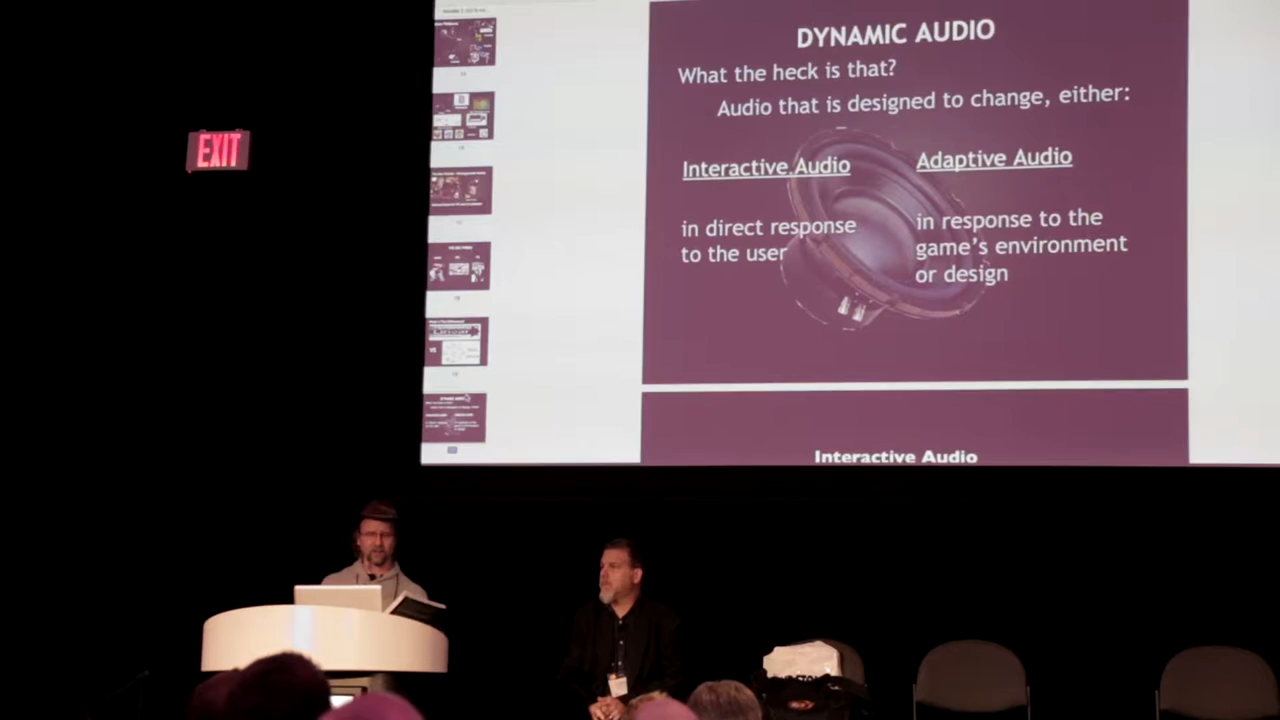 EXIT
DYNAMIC AUDIO
What the heck is that?
Audio that is designed to change, either:
Interactive Audio
in direct response
to the user
Adaptive Audio
in response to the
game's environment
or design
Interactive Audio